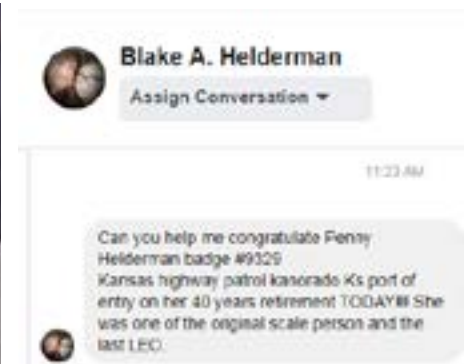 Blake A. Helderman
Assign Conversation
11:23 AM
Can you help me congratulate Penny
Helderman badge #9329
Kansas highway patrol kanorado Ks port of
entry on her 40 years retirement TODAY!!! She
was one of the original scale person and the
last LEO.